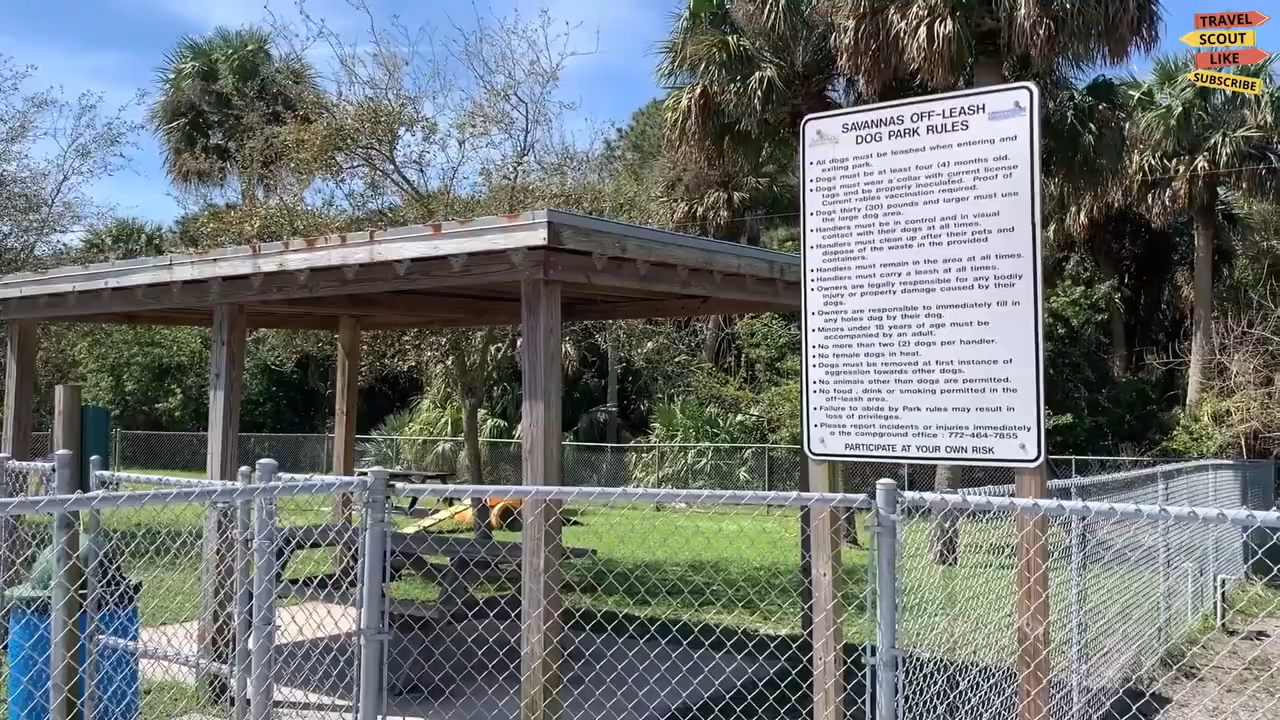 TRAVEL
SCOUT
LIKE
SUBSCRIBE
SAVANNAS OFF-LEASH
DOG PARK RULES
• All dogs must be leashed when entering and
exiting park.
• Dogs must be at least four (4) months old.
• Dogs must wear a collar with current license
tags and be properly inoculated. Proof of
Current rabies vaccination required.
• Dogs thirty (30) pounds and larger must use
the large dog area.
• Handlers must be in control and in visual
contact with their dogs at all times.
• Handlers must clean up after their pets and
dispose of the waste in the provided
containers.
• Handlers must remain in the area at all times.
• Handlers must carry a leash at all times.
• Owners are legally responsible for any bodily
injury or property damage caused by their
dogs.
• Owners are responsible to immediately fill in
any holes dug by their dog.
• Minors under 18 years of age must be
accompanied by an adult.
• No more than two (2) dogs per handler.
• No female dogs in heat.
• Dogs must be removed at first instance of
aggression towards other dogs.
• No animals other than dogs are permitted.
• No food , drink or smoking permitted in the
off-leash area.
• Failure to abide by Park rules may result in
loss of privileges.
• Please report incidents or injuries immediately
o the campground office : 772-464-7855
PARTICIPATE AT YOUR OWN RISK